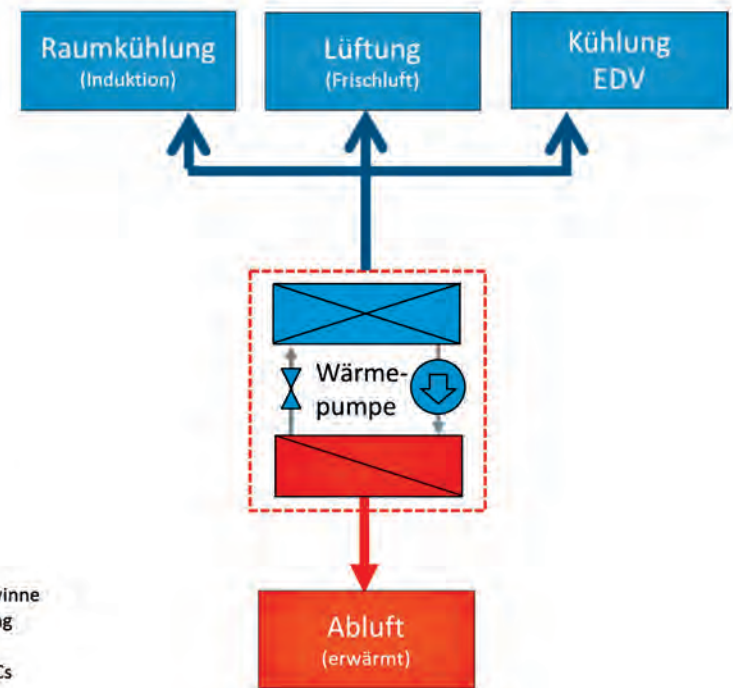 Raumkühlung
(Induktion)
Lüftung
(Frischluft)
Kühlung
EDV
Wärme-
pumpe
Abluft
(erwärmt)